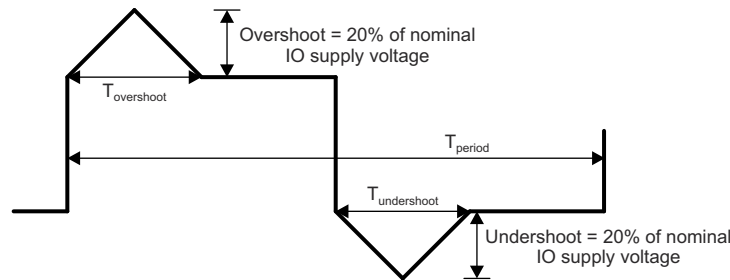 Overshoot = 20% of nominal
IO supply voltage
Tovershoot
Tperiod
Tundershoot
Undershoot = 20% of nominal
IO supply voltage